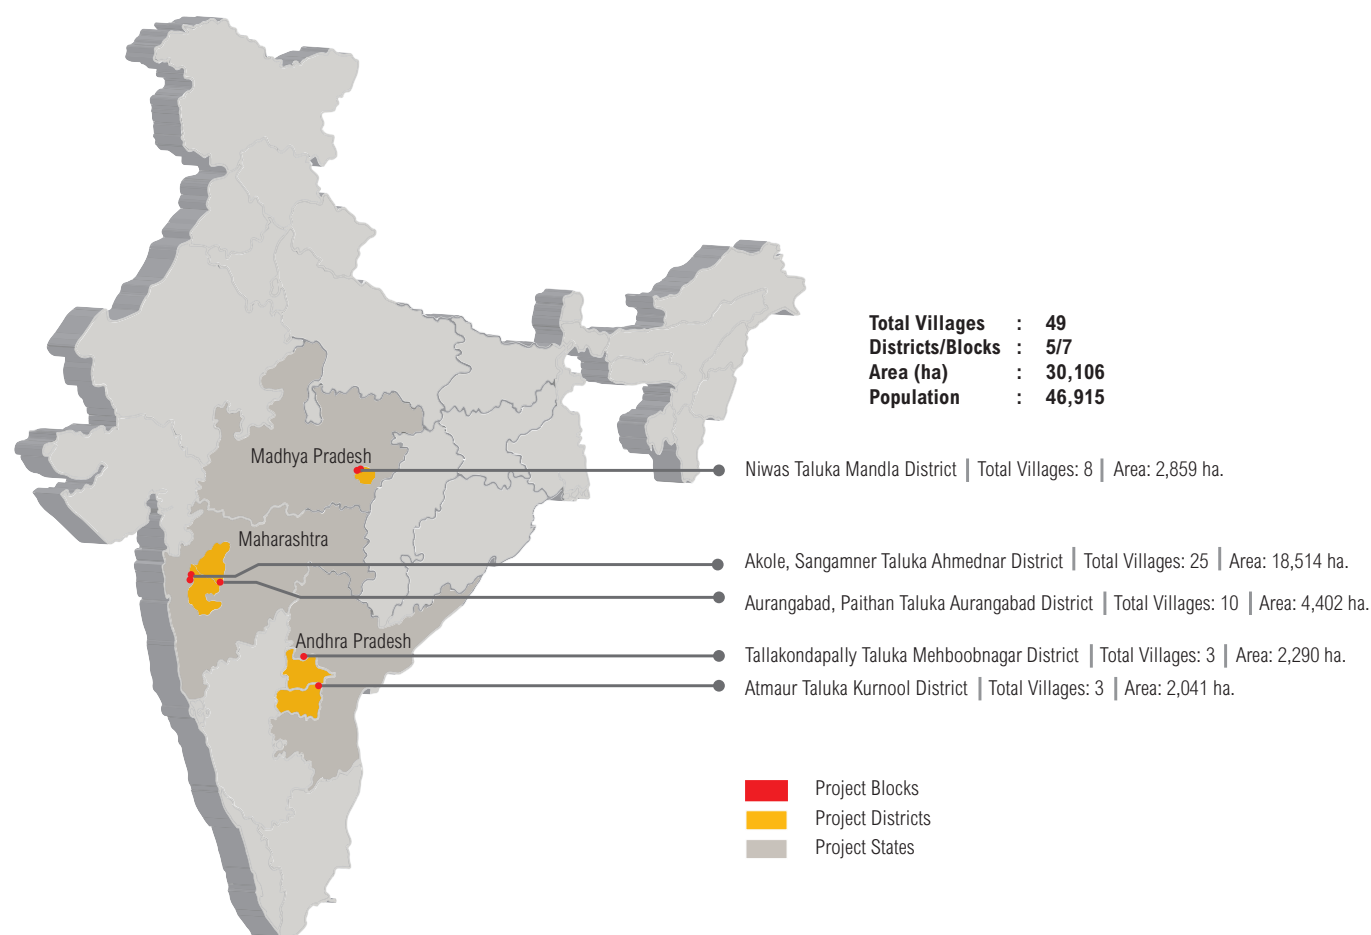 Total Villages : 49
Districts/Blocks : 5/7
Area (ha) : 30,106
Population : 46,915
Madhya Pradesh
Niwas Taluka Mandla District | Total Villages: 8 | Area: 2,859 ha.
Maharashtra
Akole, Sangamner Taluka Ahmednar District | Total Villages: 25 | Area: 18,514 ha.
Aurangabad, Paithan Taluka Aurangabad District | Total Villages: 10 | Area: 4,402 ha.
Andhra Pradesh
Tallakondapally Taluka Mehboobnagar District | Total Villages: 3 | Area: 2,290 ha.
Atmaur Taluka Kurnool District | Total Villages: 3 | Area: 2,041 ha.
Project Blocks
Project Districts
Project States